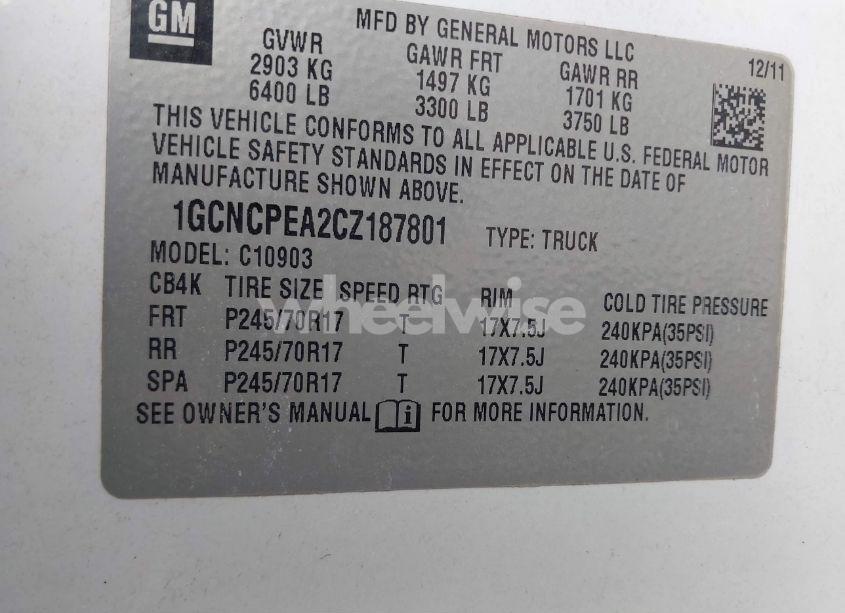 GM
MFD BY GENERAL MOTORS LLC
GVWR GAWR FRT GAWR RR 12/11
2903 KG 1497 KG 1701 KG
6400 LB 3300 LB 3750 LB
THIS VEHICLE CONFORMS TO ALL APPLICABLE U.S. FEDERAL MOTOR
VEHICLE SAFETY STANDARDS IN EFFECT ON THE DATE OF
MANUFACTURE SHOWN ABOVE.
1GCNCPEA2CZ187801 TYPE: TRUCK
MODEL: C10903
CB4K TIRE SIZE SPEED RTG RIM COLD TIRE PRESSURE
wheelwise
FRT P245/70R17 T 17X7.5J 240KPA(35PSI)
RR P245/70R17 T 17X7.5J 240KPA(35PSI)
SPA P245/70R17 T 17X7.5J 240KPA(35PSI)
SEE OWNER'S MANUAL i FOR MORE INFORMATION.